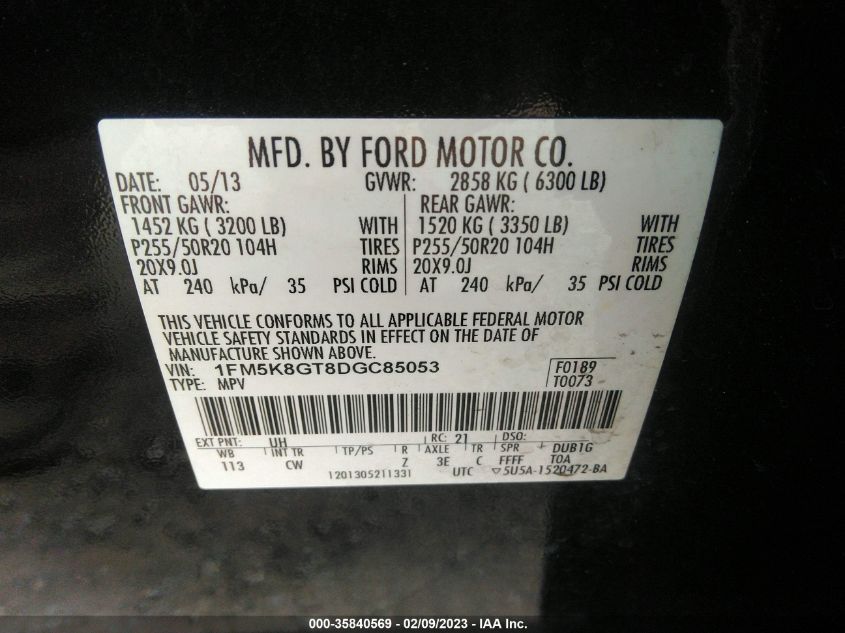 MFD. BY FORD MOTOR CO.
DATE: 05/13 GVWR: 2858 KG ( 6300 LB)
FRONT GAWR: REAR GAWR:
1452 KG ( 3200 LB) WITH 1520 KG ( 3350 LB) WITH
P255/50R20 104H TIRES P255/50R20 104H TIRES
20X9.0J RIMS 20X9.0J RIMS
AT 240 kPa/ 35 PSI COLD AT 240 kPa/ 35 PSI COLD
THIS VEHICLE CONFORMS TO ALL APPLICABLE FEDERAL MOTOR
VEHICLE SAFETY STANDARDS IN EFFECT ON THE DATE OF
MANUFACTURE SHOWN ABOVE.
VIN: 1FM5K8GT8DGC85053 F0189
TYPE: MPV T0073
EXT PNT: UH RC: 21 DSO:
WB INT TR TP/PS R AXLE TR SPR DUB1G
113 CW Z 3E C FFFF TOA
1201305211331 UTC ▽5U5A-1520472-BA
000-35840569 - 02/09/2023 - IAA Inc.